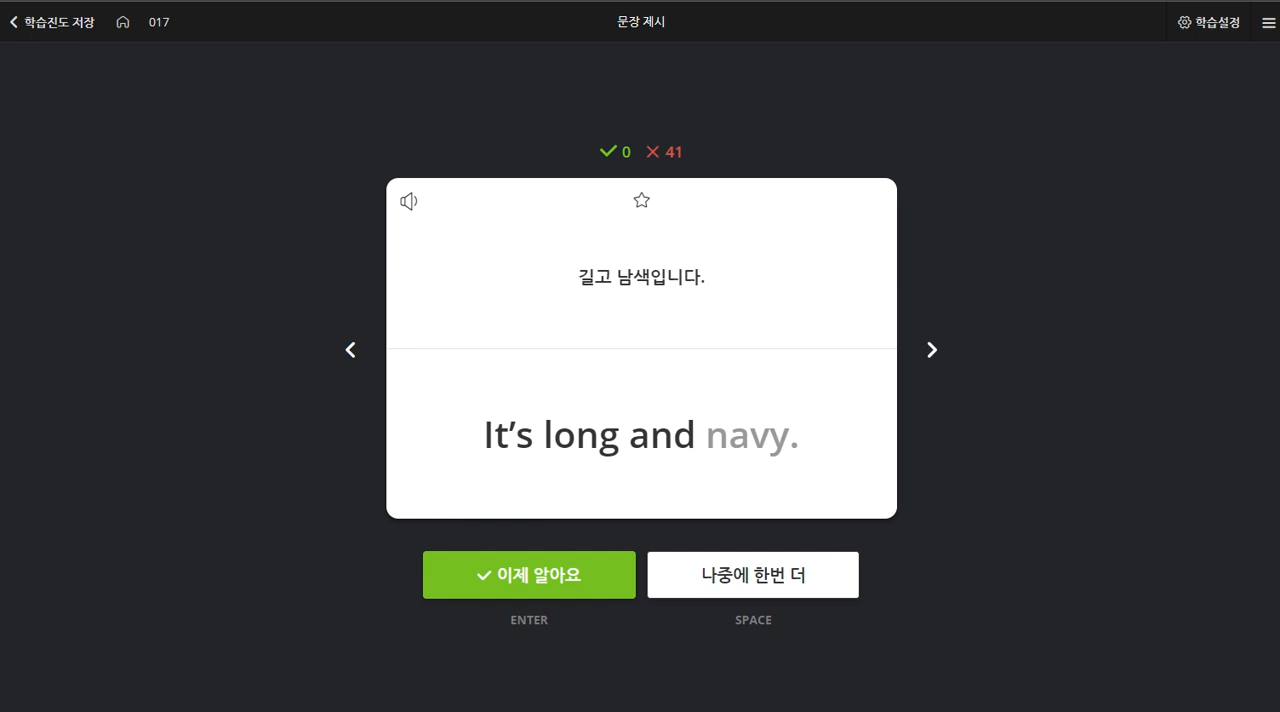 학습진도 저장 017 문장 제시 학습설정
0 41
길고 남색입니다.
It’s long and navy.
이제 알아요 나중에 한번 더
ENTER SPACE